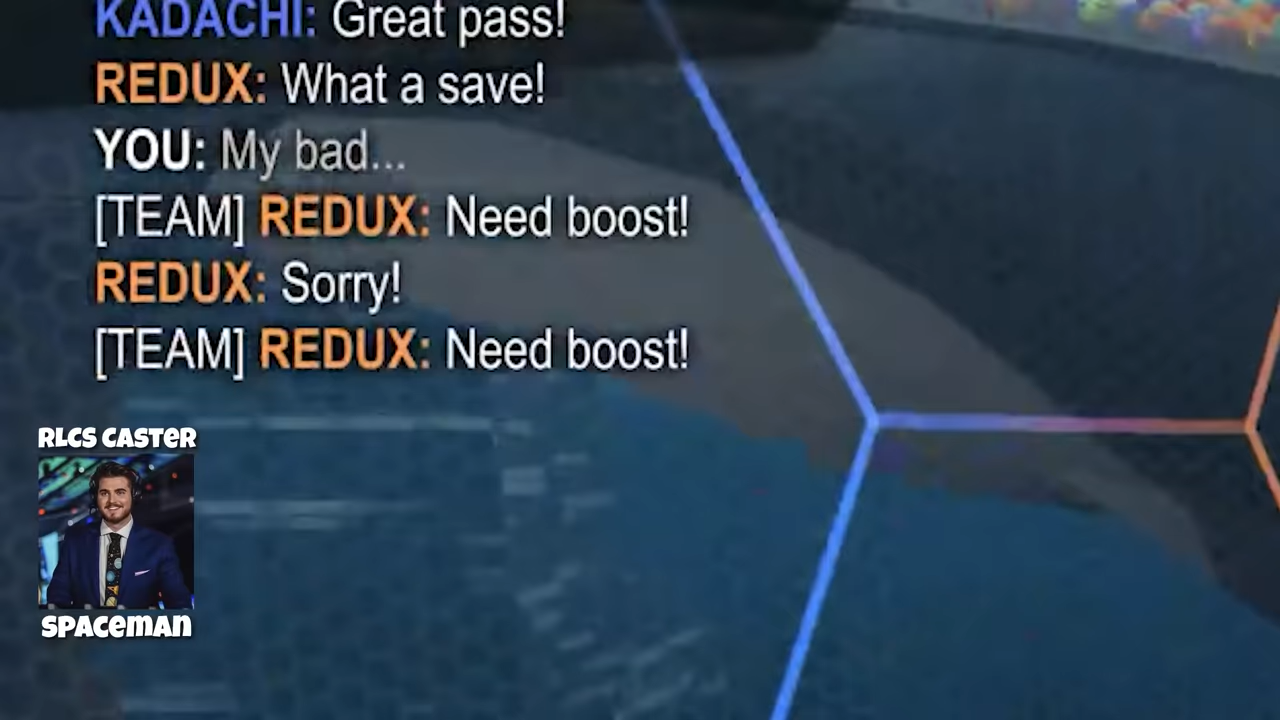 KADACHI: Great pass!
REDUX: What a save!
YOU: My bad...
[TEAM] REDUX: Need boost!
REDUX: Sorry!
[TEAM] REDUX: Need boost!
RLCS CASTER
SPACEMAN